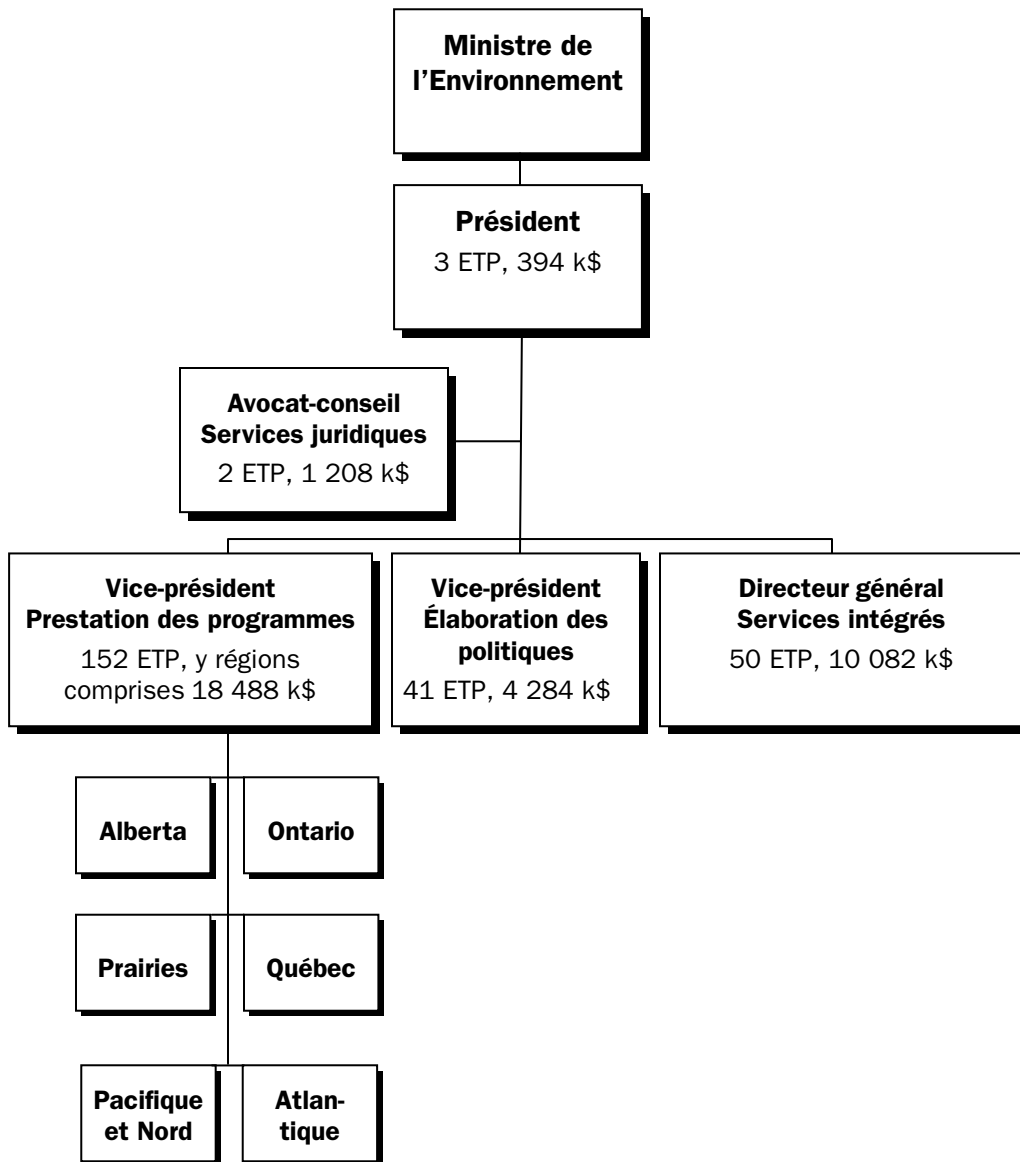 Ministre de
l'Environnement
Président
3 ETP, 394 k$
Avocat-conseil
Services juridiques
2 ETP, 1 208 k$
Vice-président
Prestation des programmes
152 ETP, y régions
comprises 18 488 k$
Vice-président
Élaboration des
politiques
41 ETP, 4 284 k$
Directeur général
Services intégrés
50 ETP, 10 082 k$
Alberta
Ontario
Prairies
Québec
Pacifique
et Nord
Atlan-
tique